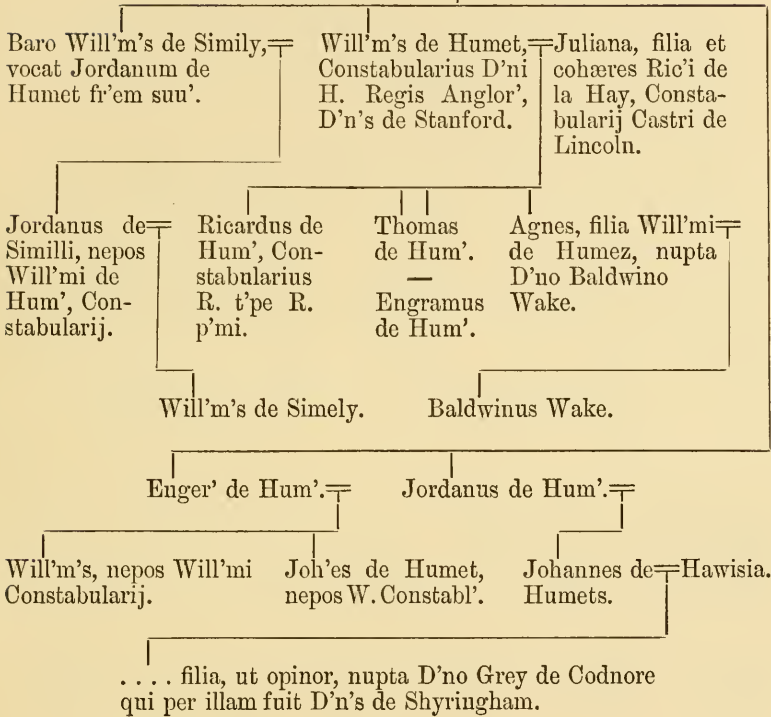 Baro Will'm's de Simily,
vocat Jordanum de
Humet fr'em suu'.
Will'm's de Humet,
Constabularius D'ni
H. Regis Anglor',
D'n's de Stanford.
Juliana, filia et
cohæres Ric'i de
la Hay, Consta-
bularij Castri de
Lincoln.
Jordanus de
Similli, nepos
Will'mi de
Hum', Con-
stabularij.
Ricardus de
Hum', Con-
stabularius
R. t'pe R.
p'mi.
Thomas
de Hum'.
—
Engramus
de Hum'.
Agnes, filia Will'mi
de Humez, nupta
D'no Baldwino
Wake.
Will'm's de Simely.
Baldwinus Wake.
Enger' de Hum'.
Jordanus de Hum'.
Will'm's, nepos Will'mi
Constabularij.
Joh'es de Humet,
nepos W. Constabl'.
Johannes de
Humets.
Hawisia.
. . . . filia, ut opinor, nupta D'no Grey de Codnore
qui per illam fuit D'n's de Shyringham.